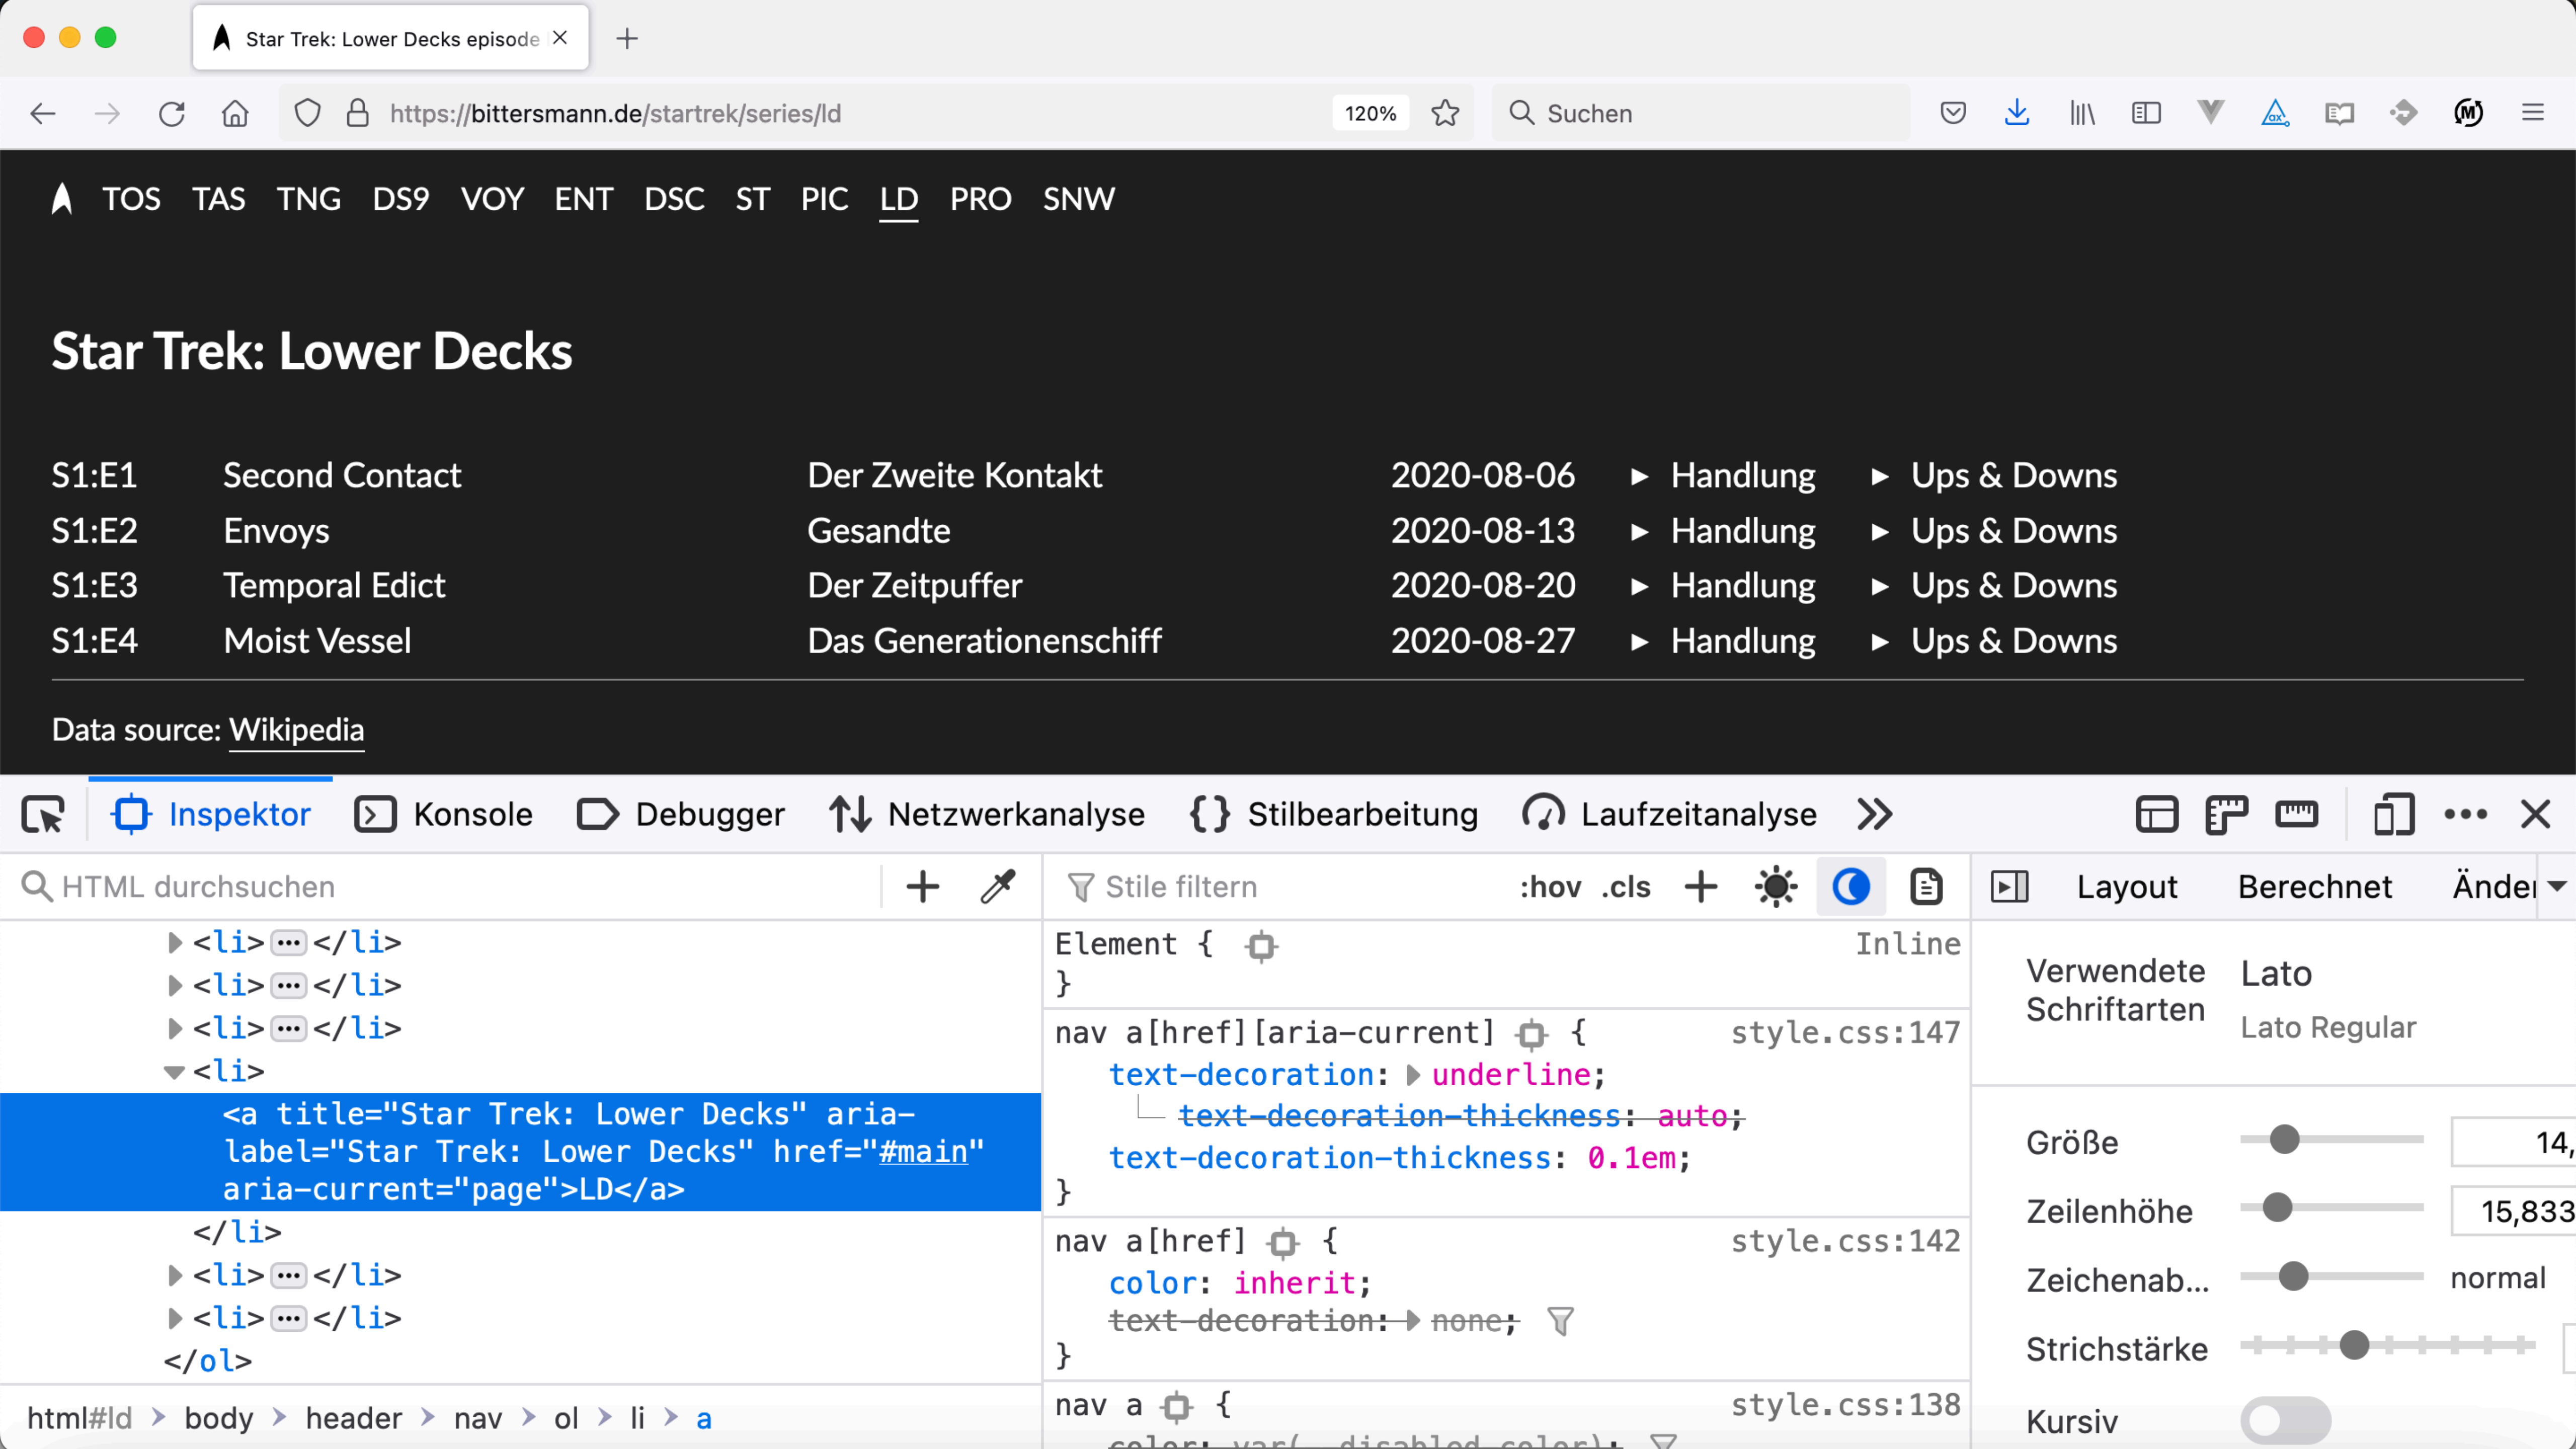 Star Trek: Lower Decks episode
https://bittersmann.de/startrek/series/ld
120%
Suchen
TOS TAS TNG DS9 VOY ENT DSC ST PIC LD PRO SNW
Star Trek: Lower Decks
S1:E1 Second Contact Der Zweite Kontakt 2020-08-06 ▶ Handlung ▶ Ups & Downs
S1:E2 Envoys Gesandte 2020-08-13 ▶ Handlung ▶ Ups & Downs
S1:E3 Temporal Edict Der Zeitpuffer 2020-08-20 ▶ Handlung ▶ Ups & Downs
S1:E4 Moist Vessel Das Generationenschiff 2020-08-27 ▶ Handlung ▶ Ups & Downs
Data source: Wikipedia
Inspektor Konsole Debugger Netzwerkanalyse Stilbearbeitung Laufzeitanalyse
HTML durchsuchen
<li>…</li>
<li>…</li>
<li>…</li>
<li>
<a title="Star Trek: Lower Decks" aria-
label="Star Trek: Lower Decks" href="#main"
aria-current="page">LD</a>
</li>
<li>…</li>
<li>…</li>
</ol>
html#ld > body > header > nav > ol > li > a
Stile filtern :hov .cls
Element { Inline
}
nav a[href][aria-current] { style.css:147
text-decoration: underline;
text-decoration-thickness: auto;
text-decoration-thickness: 0.1em;
}
nav a[href] { style.css:142
color: inherit;
text-decoration: none;
}
nav a { style.css:138
color: var(--disabled-color);
Layout Berechnet Änder
Verwendete
Schriftarten
Lato
Lato Regular
Größe 14,
Zeilenhöhe 15,833
Zeichenab... normal
Strichstärke
Kursiv